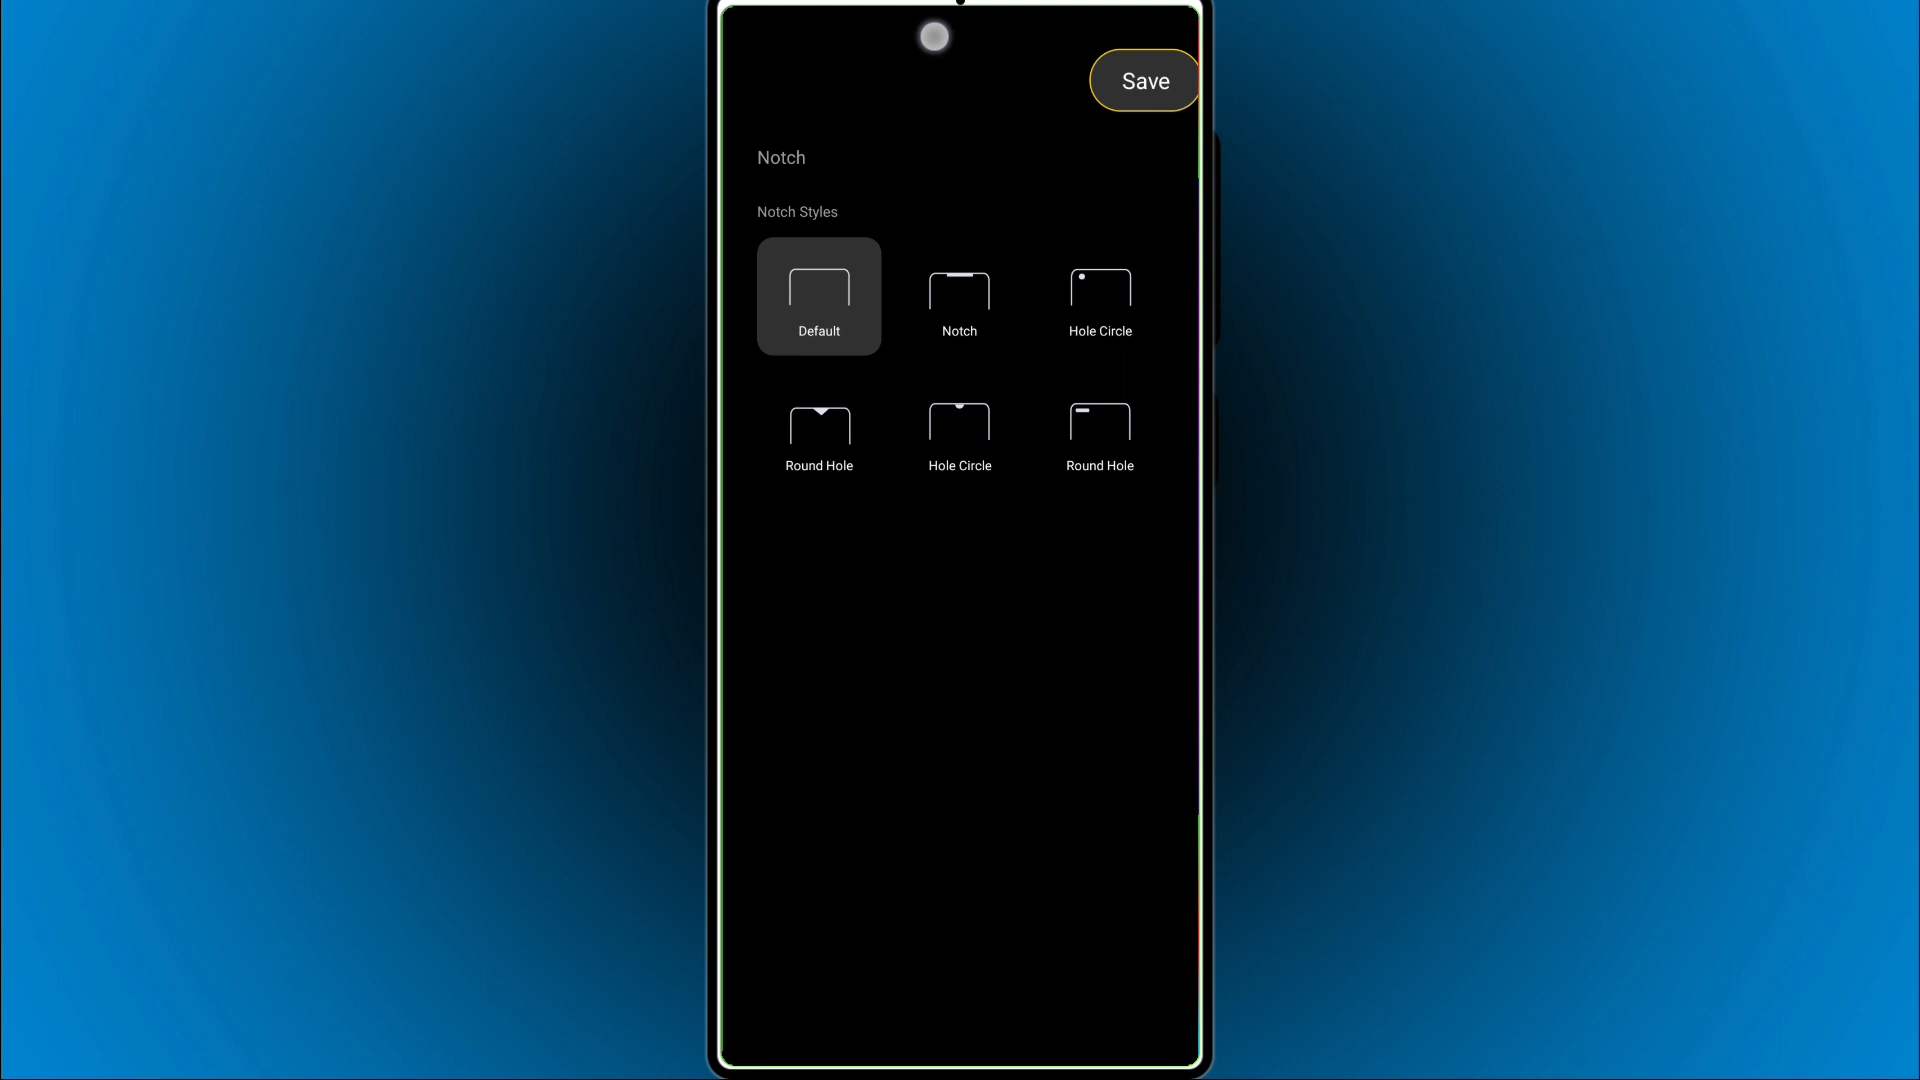 Save
Notch
Notch Styles
Default
Notch
Hole Circle
Round Hole
Hole Circle
Round Hole